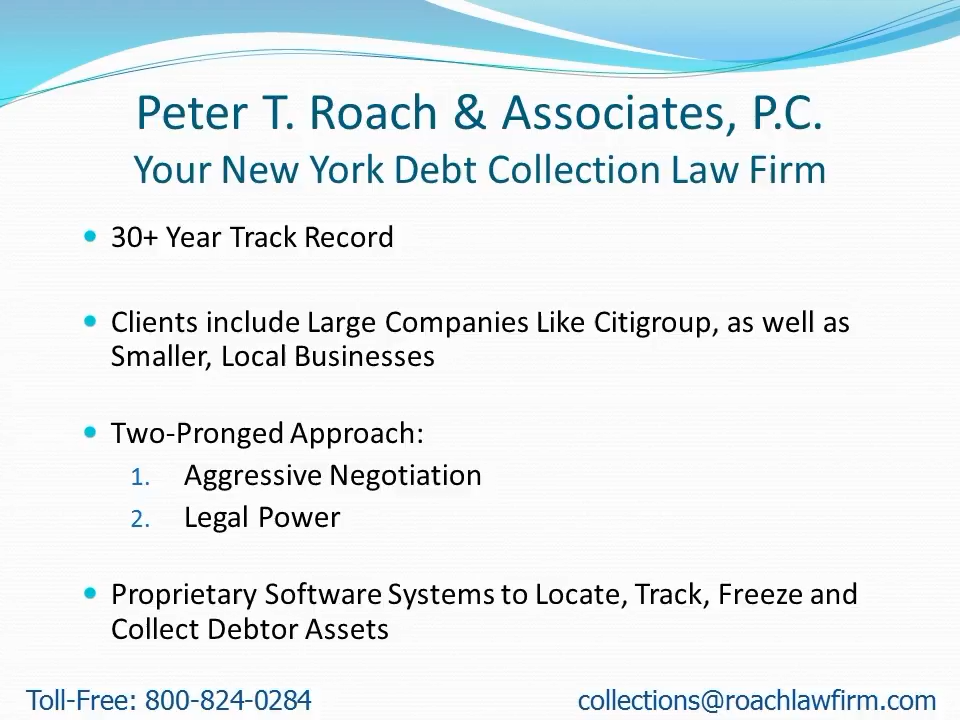 Peter T. Roach & Associates, P.C.
Your New York Debt Collection Law Firm
• 30+ Year Track Record
• Clients include Large Companies Like Citigroup, as well as
Smaller, Local Businesses
• Two-Pronged Approach:
1. Aggressive Negotiation
2. Legal Power
• Proprietary Software Systems to Locate, Track, Freeze and
Collect Debtor Assets
Toll-Free: 800-824-0284 collections@roachlawfirm.com